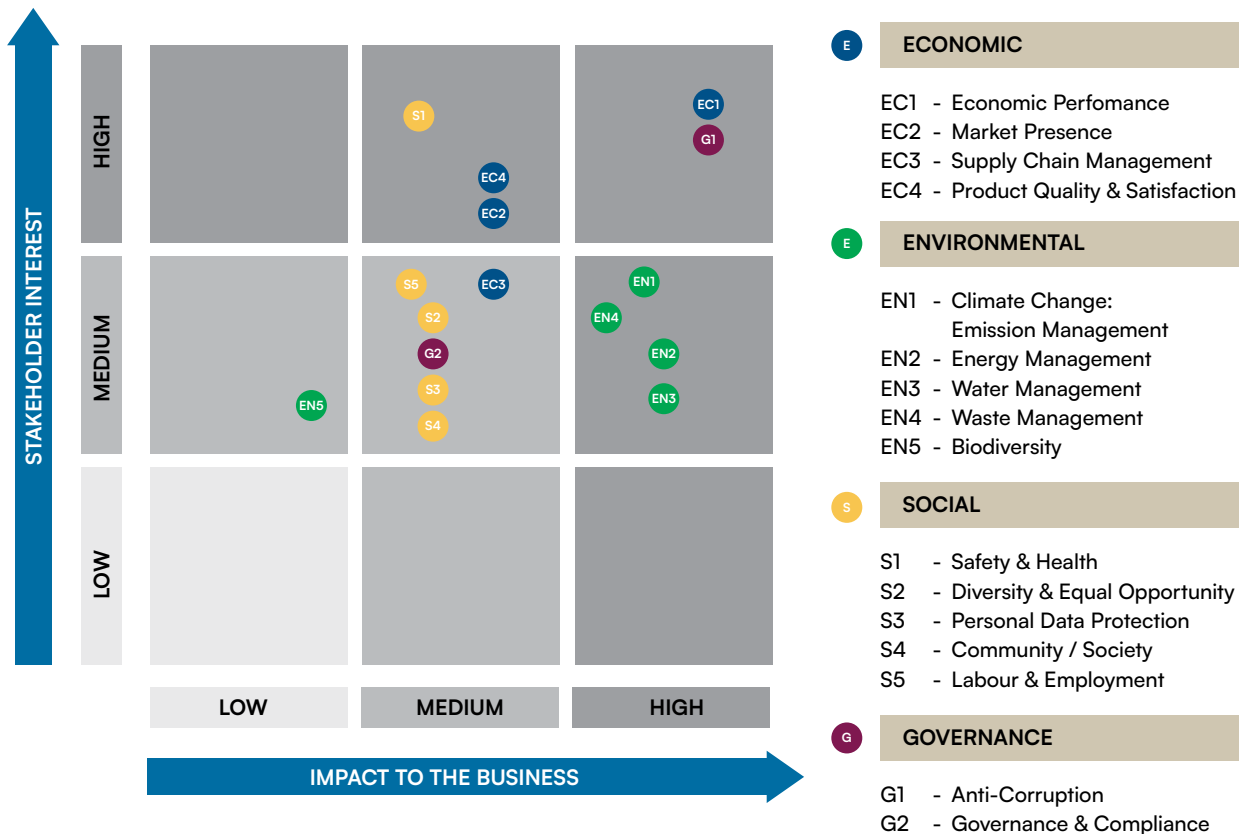 STAKEHOLDER INTEREST
HIGH
MEDIUM
LOW
S1
EC1
G1
EC4
EC2
S5
EC3
EN1
S2
EN4
G2
EN2
S3
EN3
EN5
S4
LOW
MEDIUM
HIGH
IMPACT TO THE BUSINESS
E ECONOMIC
EC1 - Economic Perfomance
EC2 - Market Presence
EC3 - Supply Chain Management
EC4 - Product Quality & Satisfaction
E ENVIRONMENTAL
EN1 - Climate Change:
Emission Management
EN2 - Energy Management
EN3 - Water Management
EN4 - Waste Management
EN5 - Biodiversity
S SOCIAL
S1 - Safety & Health
S2 - Diversity & Equal Opportunity
S3 - Personal Data Protection
S4 - Community / Society
S5 - Labour & Employment
G GOVERNANCE
G1 - Anti-Corruption
G2 - Governance & Compliance